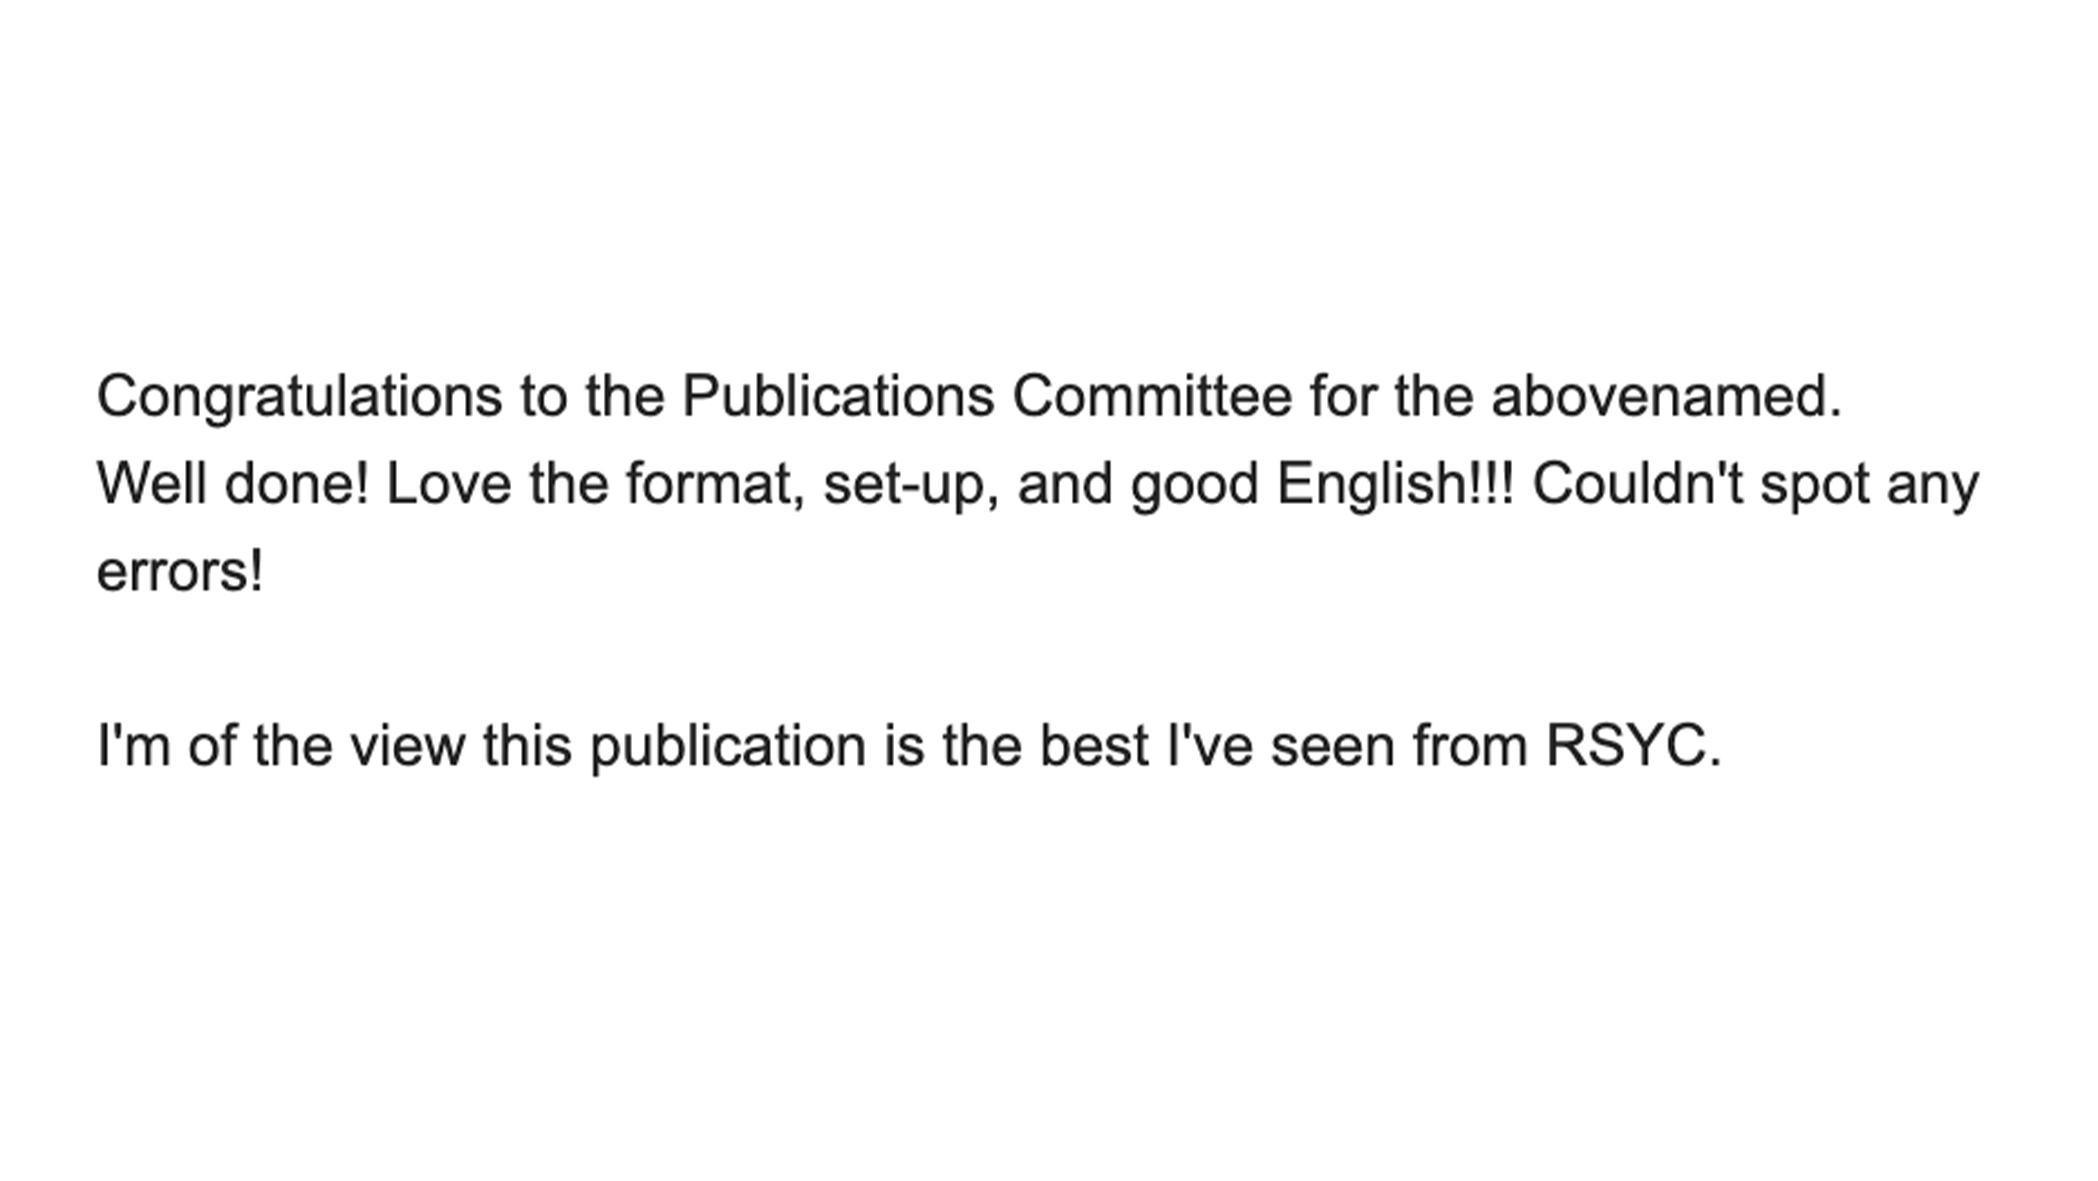 Congratulations to the Publications Committee for the abovenamed.
Well done! Love the format, set-up, and good English!!! Couldn't spot any
errors!
I'm of the view this publication is the best I've seen from RSYC.